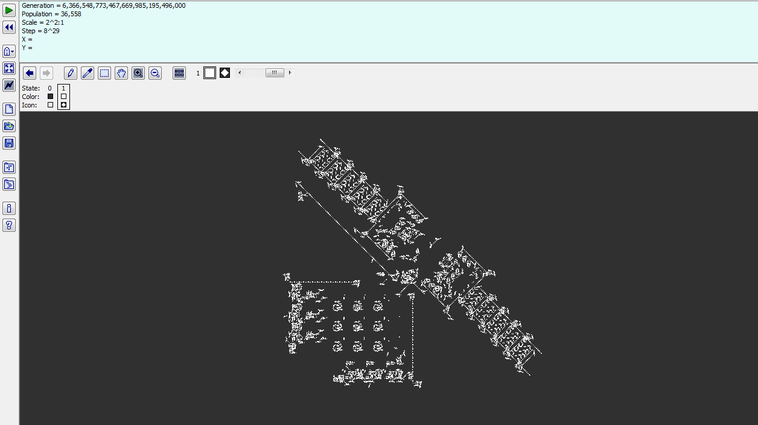 Generation = 6,366,548,773,467,669,985,195,496,000
Population = 36,558
Scale = 2^2:1
Step = 8^29
X =
Y =
1
State: 0 1
Color:
Icon: